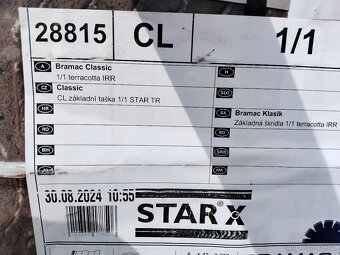 28815 CL 1/1
A Bramac Classic
1/1 terracotta IRR
CZ Classic
CL základní taška 1/1 STAR TR
HR
RO
BIH
H
SLO
SK Bramac Klasik
Základná škridla 1/1 terracotta IRR
BG
SRB
MK
30.08.2024 10:55
STAR X